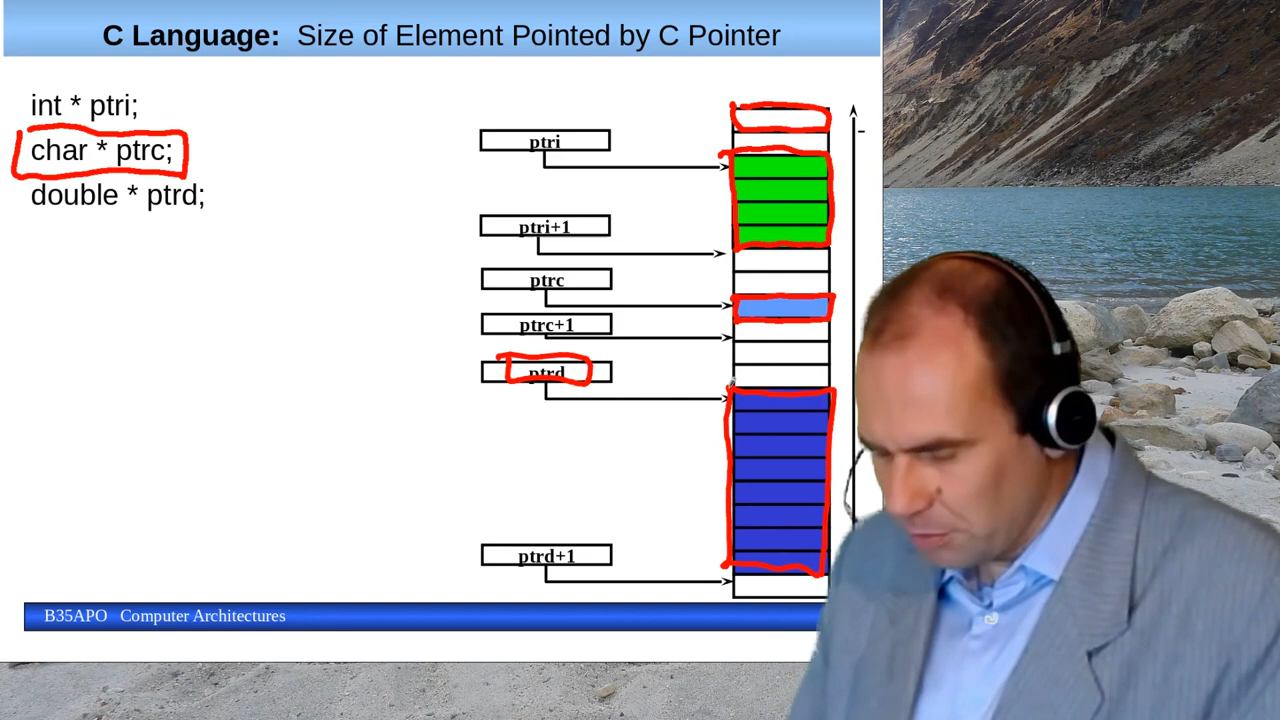 C Language: Size of Element Pointed by C Pointer
int * ptri;
char * ptrc;
double * ptrd;
ptri
ptri+1
ptrc
ptrc+1
ptrd
ptrd+1
-
B35APO Computer Architectures